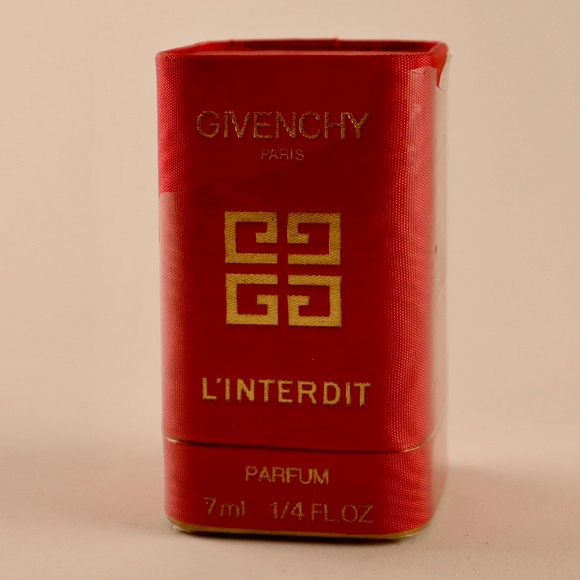 GIVENCHY
PARIS
L'INTERDIT
PARFUM
7ml 1/4 FL.OZ